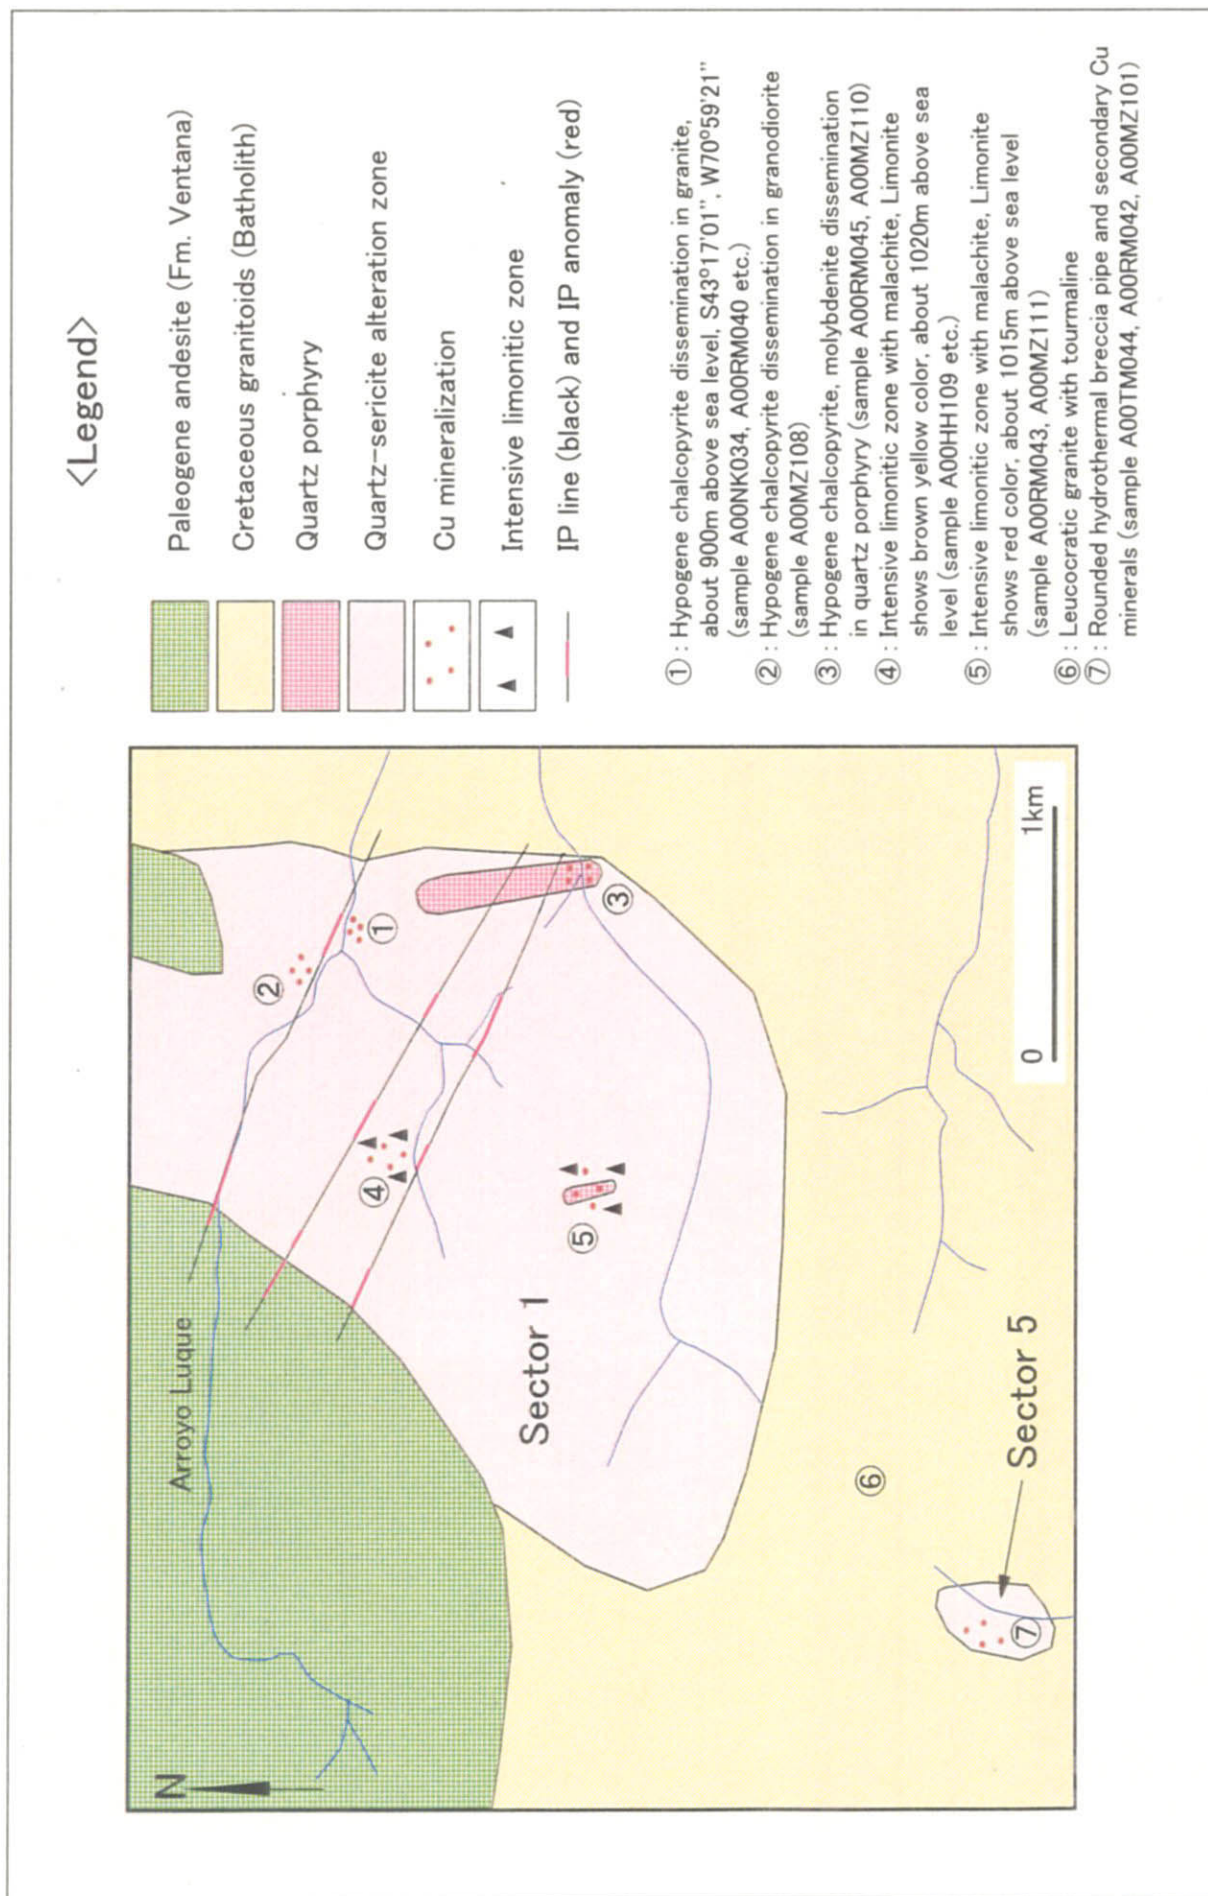 <Legend>
Paleogene andesite (Fm. Ventana)
Cretaceous granitoids (Batholith)
Quartz porphyry
Quartz-sericite alteration zone
Cu mineralization
Intensive limonitic zone
IP line (black) and IP anomaly (red)
①: Hypogene chalcopyrite dissemination in granite,
about 900m above sea level, S43°17'01", W70°59'21"
(sample A00NK034, A00RM040 etc.)
②: Hypogene chalcopyrite dissemination in granodiorite
(sample A00MZ108)
③: Hypogene chalcopyrite, molybdenite dissemination
in quartz porphyry (sample A00RM045, A00MZ110)
④: Intensive limonitic zone with malachite, Limonite
shows brown yellow color, about 1020m above sea
level (sample A00HH109 etc.)
⑤: Intensive limonitic zone with malachite, Limonite
shows red color, about 1015m above sea level
(sample A00RM043, A00MZ111)
⑥: Leucocratic granite with tourmaline
⑦: Rounded hydrothermal breccia pipe and secondary Cu
minerals (sample A00TM044, A00RM042, A00MZ101)
N
Arroyo Luque
②
①
④
③
Sector 1
⑤
⑥
Sector 5
⑦
0 1km